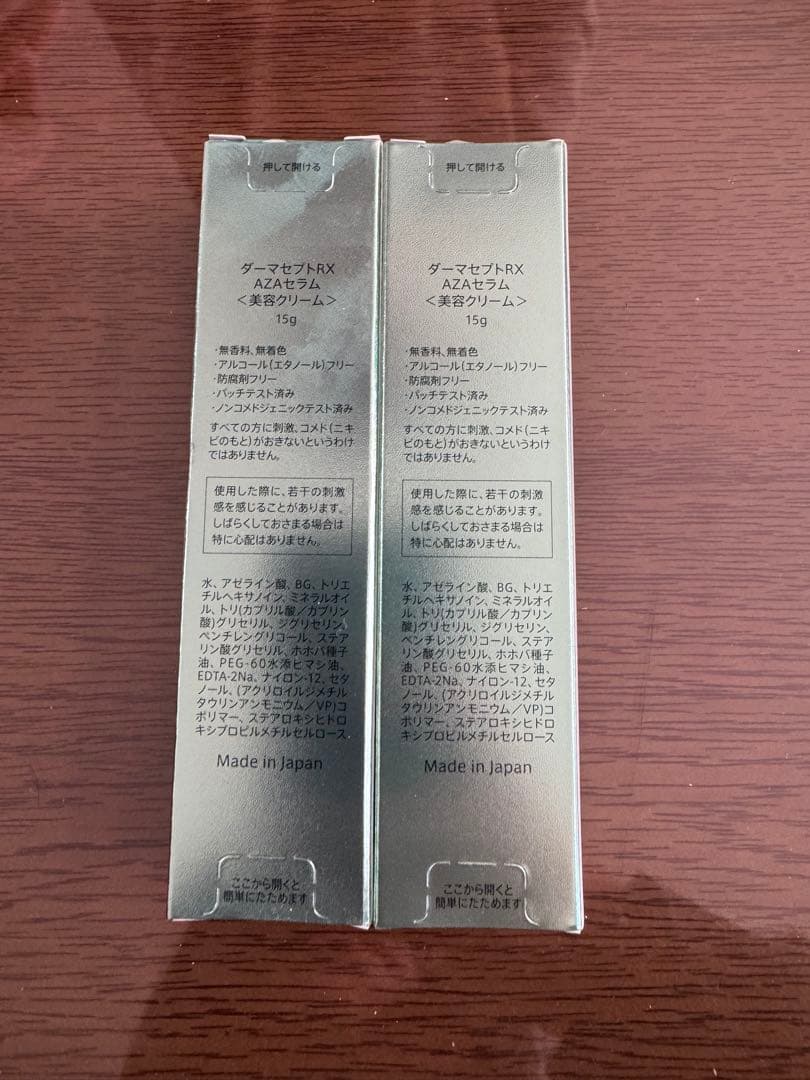 押して開ける
ダーマセプトRX
AZAセラム
＜美容クリーム＞
15g
・無香料、無着色
・アルコール（エタノール）フリー
・防腐剤フリー
・パッチテスト済み
・ノンコメドジェニックテスト済み
すべての方に刺激、コメド（ニキ
ビのもと）がおきないというわけ
ではありません。
使用した際に、若干の刺激
感を感じることがあります。
しばらくしておさまる場合は
特に心配はありません。
水、アゼライン酸、BG、トリエ
チルヘキサノイン、ミネラルオイ
ル、トリ(カプリル酸／カプリン
酸)グリセリル、ジグリセリン、
ペンチレングリコール、ステア
リン酸グリセリル、ホホバ種子
油、PEG-60水添ヒマシ油、
EDTA-2Na、ナイロン-12、セタ
ノール、(アクリロイルジメチル
タウリンアンモニウム／VP)コ
ポリマー、ステアロキシヒドロ
キシプロピルメチルセルロース
Made in Japan
ここから開くと
簡単にたためます
押して開ける
ダーマセプトRX
AZAセラム
＜美容クリーム＞
15g
・無香料、無着色
・アルコール（エタノール）フリー
・防腐剤フリー
・パッチテスト済み
・ノンコメドジェニックテスト済み
すべての方に刺激、コメド（ニキ
ビのもと）がおきないというわけ
ではありません。
使用した際に、若干の刺激
感を感じることがあります。
しばらくしておさまる場合は
特に心配はありません。
水、アゼライン酸、BG、トリエ
チルヘキサノイン、ミネラルオイ
ル、トリ(カプリル酸／カプリン
酸)グリセリル、ジグリセリン、
ペンチレングリコール、ステア
リン酸グリセリル、ホホバ種子
油、PEG-60水添ヒマシ油、
EDTA-2Na、ナイロン-12、セタ
ノール、(アクリロイルジメチル
タウリンアンモニウム／VP)コ
ポリマー、ステアロキシヒドロ
キシプロピルメチルセルロース
Made in Japan
ここから開くと
簡単にたためます